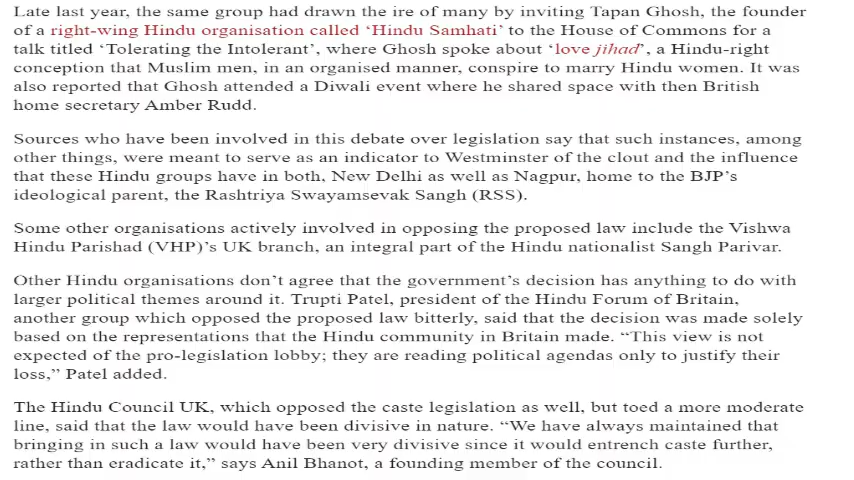 Late last year, the same group had drawn the ire of many by inviting Tapan Ghosh, the founder
of a right-wing Hindu organisation called ‘Hindu Samhati’ to the House of Commons for a
talk titled ‘Tolerating the Intolerant’, where Ghosh spoke about ‘love jihad’, a Hindu-right
conception that Muslim men, in an organised manner, conspire to marry Hindu women. It was
also reported that Ghosh attended a Diwali event where he shared space with then British
home secretary Amber Rudd.
Sources who have been involved in this debate over legislation say that such instances, among
other things, were meant to serve as an indicator to Westminster of the clout and the influence
that these Hindu groups have in both, New Delhi as well as Nagpur, home to the BJP’s
ideological parent, the Rashtriya Swayamsevak Sangh (RSS).
Some other organisations actively involved in opposing the proposed law include the Vishwa
Hindu Parishad (VHP)’s UK branch, an integral part of the Hindu nationalist Sangh Parivar.
Other Hindu organisations don’t agree that the government’s decision has anything to do with
larger political themes around it. Trupti Patel, president of the Hindu Forum of Britain,
another group which opposed the proposed law bitterly, said that the decision was made solely
based on the representations that the Hindu community in Britain made. “This view is not
expected of the pro-legislation lobby; they are reading political agendas only to justify their
loss,” Patel added.
The Hindu Council UK, which opposed the caste legislation as well, but toed a more moderate
line, said that the law would have been divisive in nature. “We have always maintained that
bringing in such a law would have been very divisive since it would entrench caste further,
rather than eradicate it,” says Anil Bhanot, a founding member of the council.